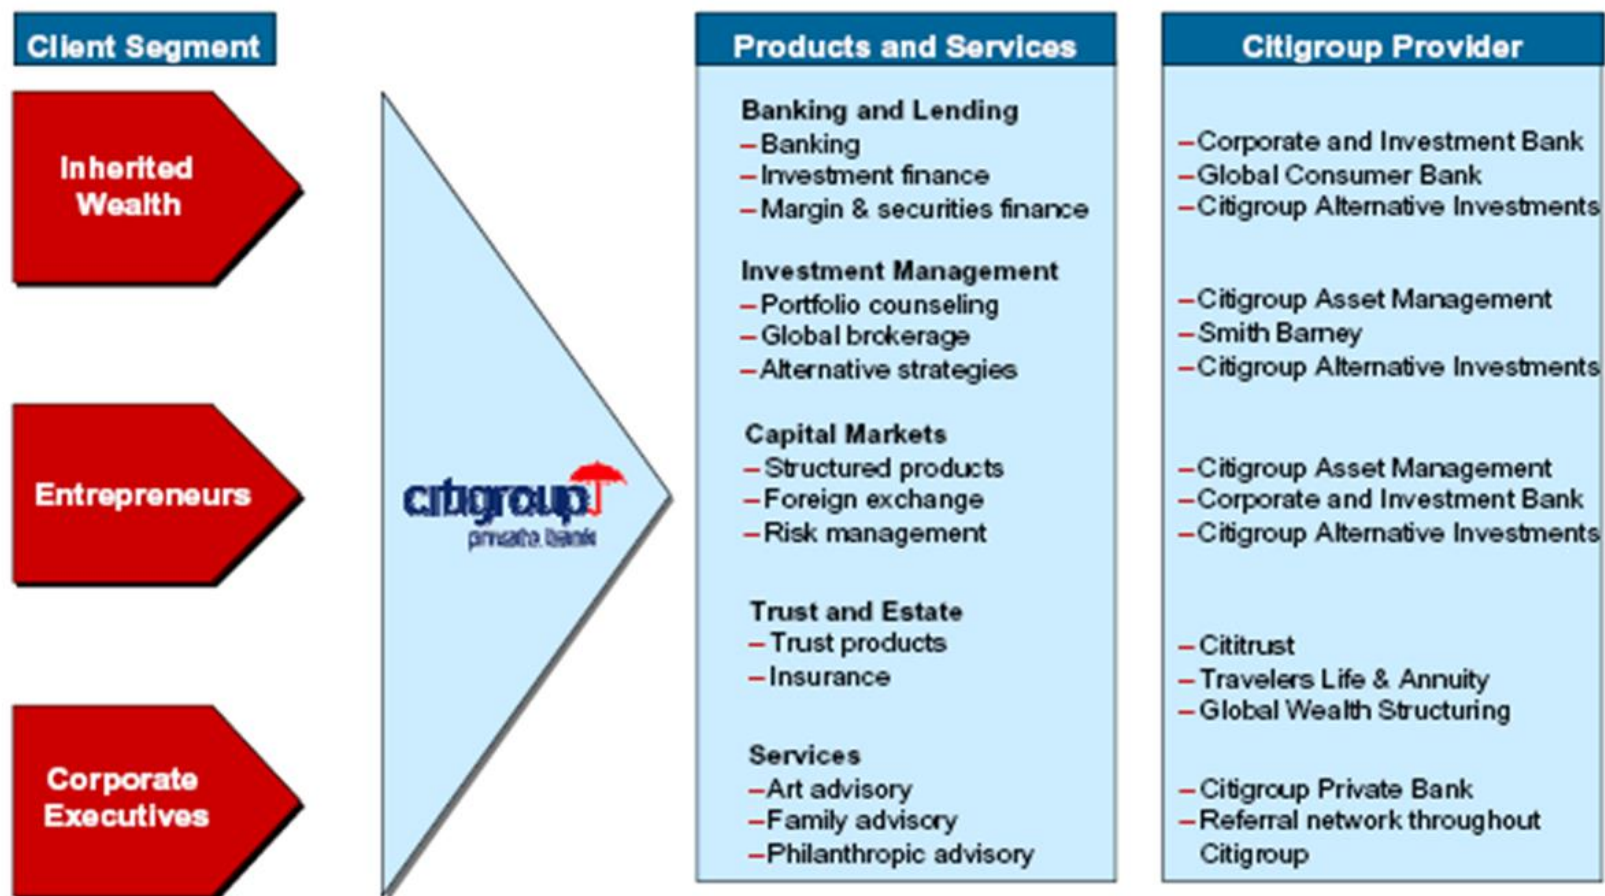 Client Segment
Inherited
Wealth
Entrepreneurs
Corporate
Executives
citigroup
private bank
Products and Services
Banking and Lending
–Banking
–Investment finance
–Margin & securities finance
Investment Management
–Portfolio counseling
–Global brokerage
–Alternative strategies
Capital Markets
–Structured products
–Foreign exchange
–Risk management
Trust and Estate
–Trust products
–Insurance
Services
–Art advisory
–Family advisory
–Philanthropic advisory
Citigroup Provider
–Corporate and Investment Bank
–Global Consumer Bank
–Citigroup Alternative Investments
–Citigroup Asset Management
–Smith Barney
–Citigroup Alternative Investments
–Citigroup Asset Management
–Corporate and Investment Bank
–Citigroup Alternative Investments
–Cititrust
–Travelers Life & Annuity
–Global Wealth Structuring
–Citigroup Private Bank
–Referral network throughout
Citigroup